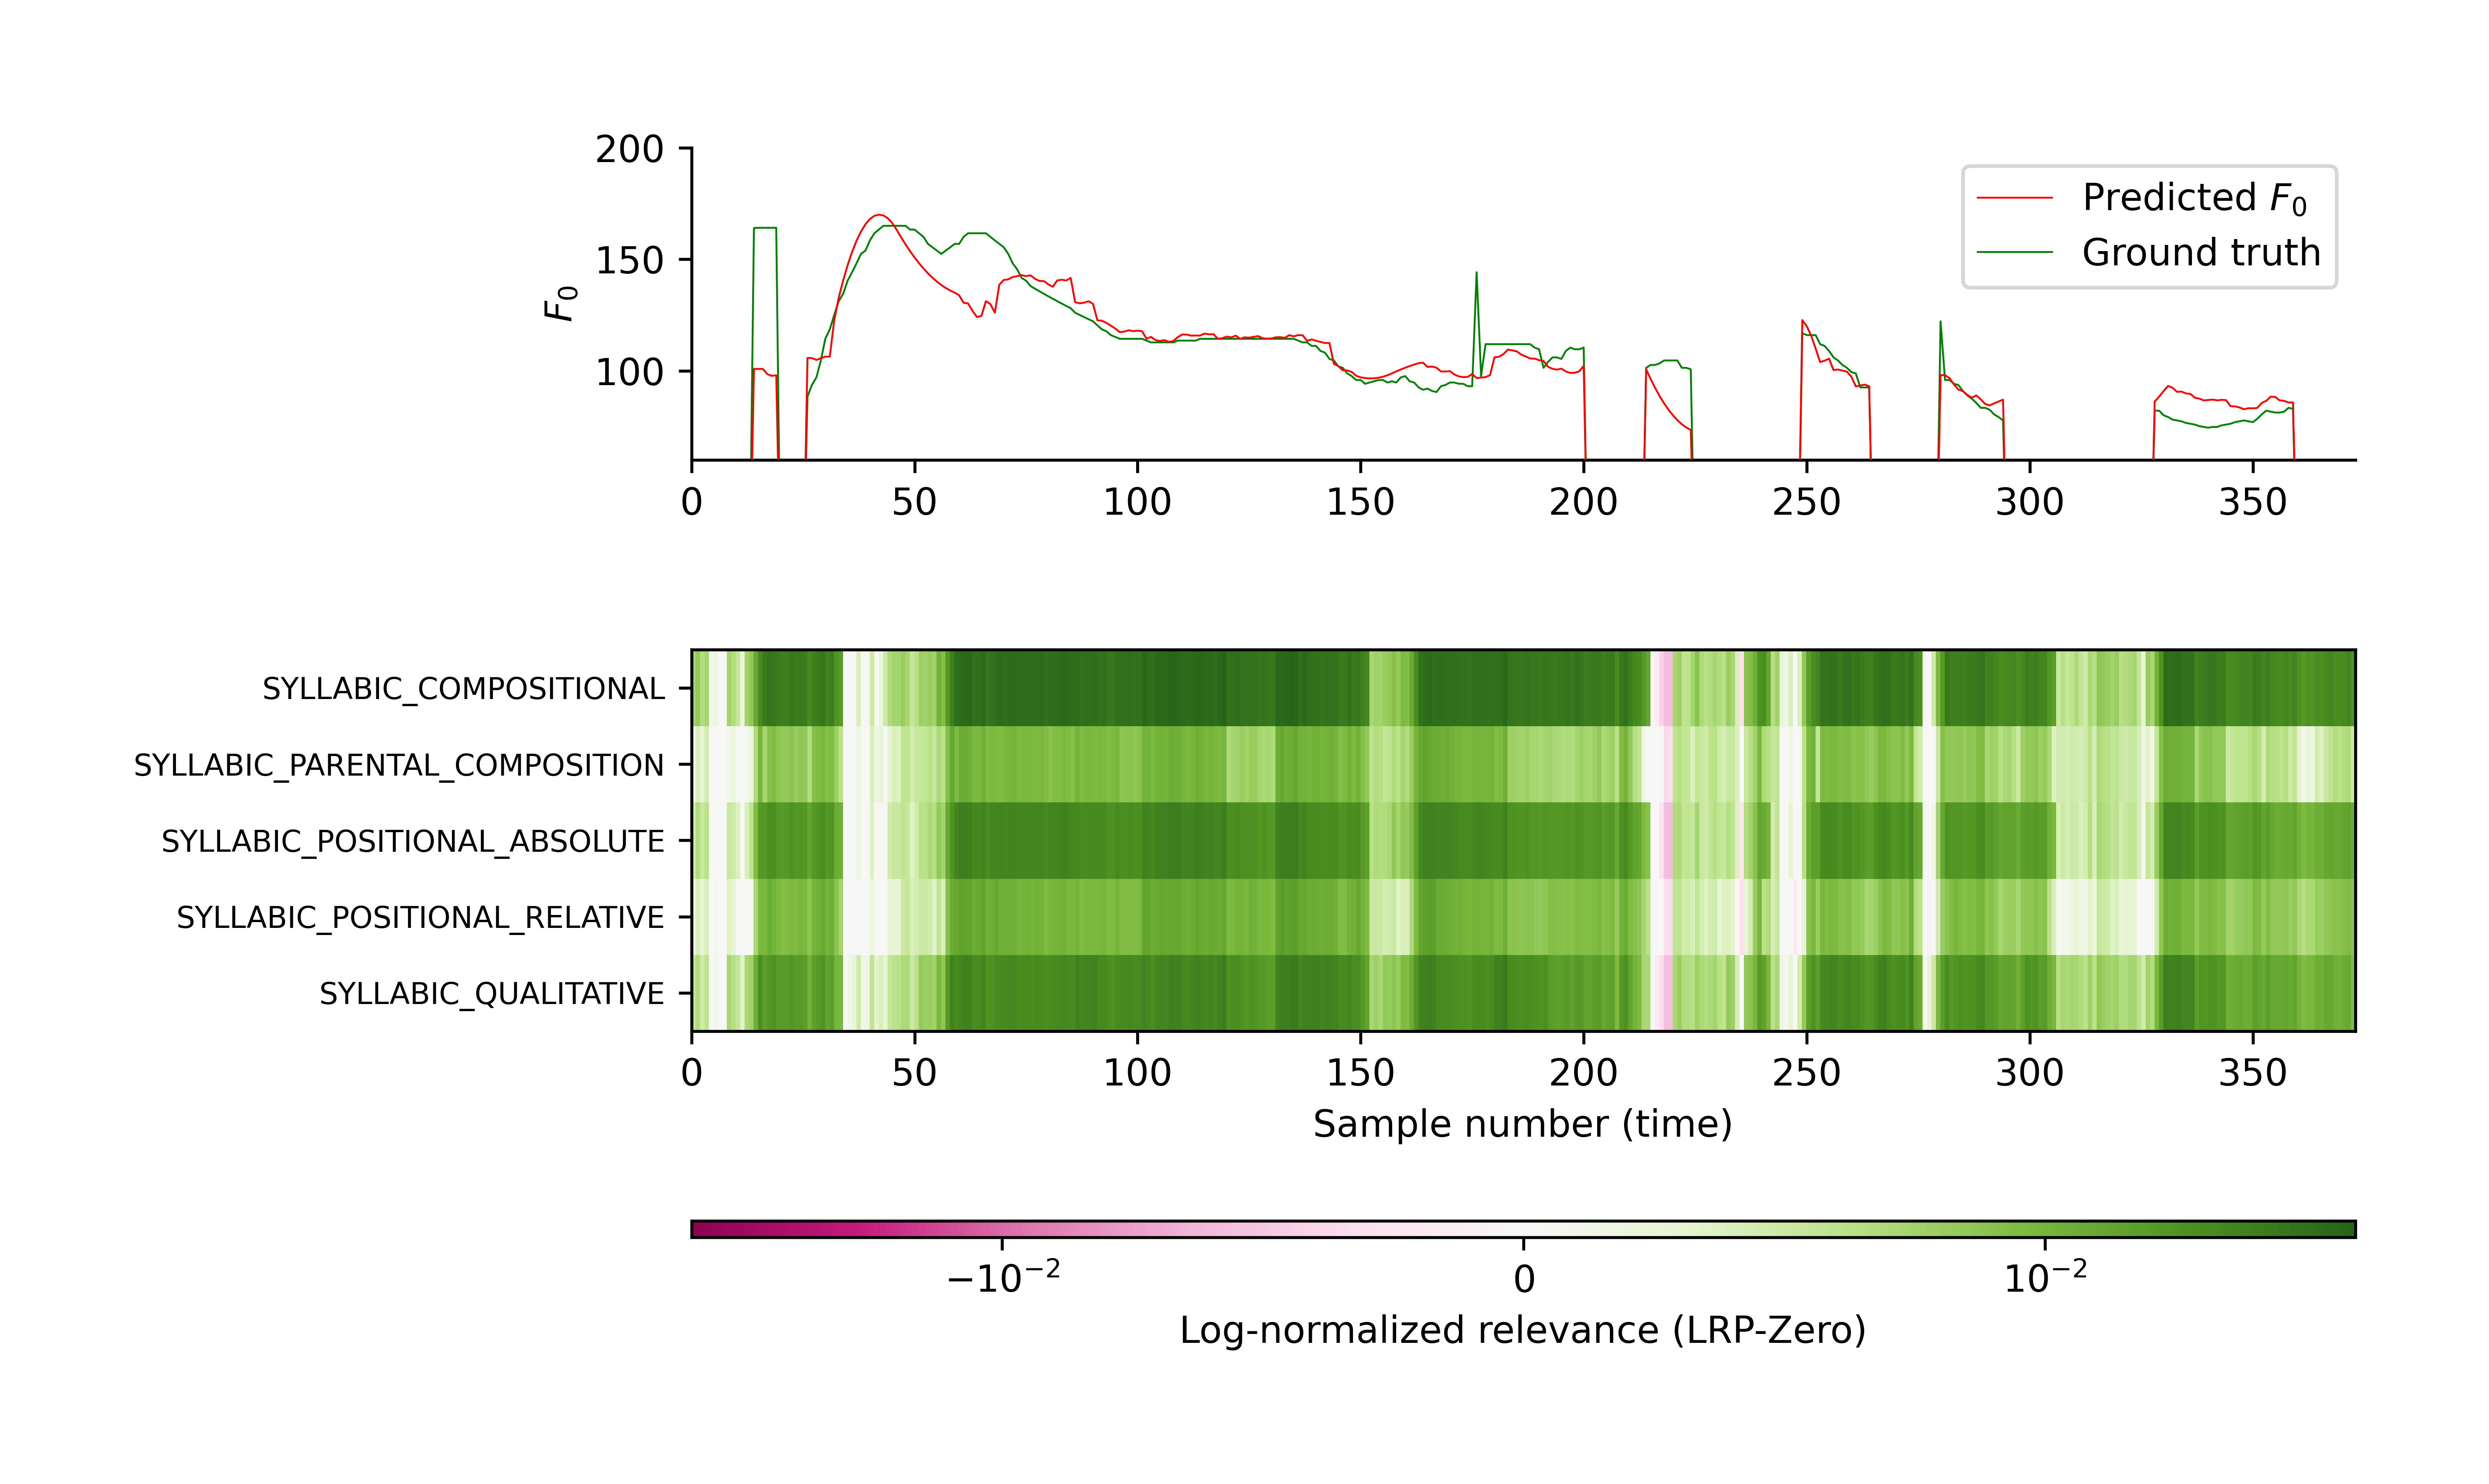 200
150
100
F₀
Predicted F₀
Ground truth
0 50 100 150 200 250 300 350
SYLLABIC_COMPOSITIONAL
SYLLABIC_PARENTAL_COMPOSITION
SYLLABIC_POSITIONAL_ABSOLUTE
SYLLABIC_POSITIONAL_RELATIVE
SYLLABIC_QUALITATIVE
0 50 100 150 200 250 300 350
Sample number (time)
−10⁻² 0 10⁻²
Log-normalized relevance (LRP-Zero)